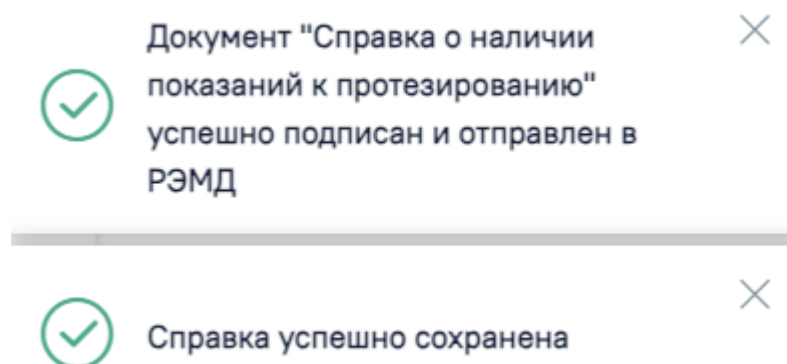 Документ "Справка о наличии
показаний к протезированию"
успешно подписан и отправлен в
РЭМД
Справка успешно сохранена